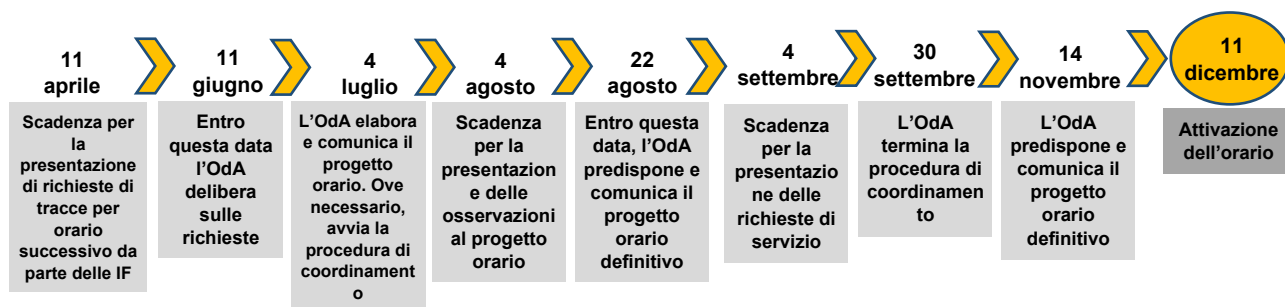 11
aprile
Scadenza per
la
presentazione
di richieste di
tracce per
orario
successivo da
parte delle IF
11
giugno
Entro
questa data
l'OdA
delibera
sulle
richieste
4
luglio
L'OdA elabora
e comunica il
progetto
orario. Ove
necessario,
avvia la
procedura di
coordinament
o
4
agosto
Scadenza
per la
presentazion
e delle
osservazioni
al progetto
orario
22
agosto
Entro questa
data, l'OdA
predispone e
comunica il
progetto
orario
definitivo
4
settembre
Scadenza
per la
presentazio
ne delle
richieste di
servizio
30
settembre
L'OdA
termina la
procedura di
coordinamen
to
14
novembre
L'OdA
predispone e
comunica il
progetto
orario
definitivo
11
dicembre
Attivazione
dell'orario